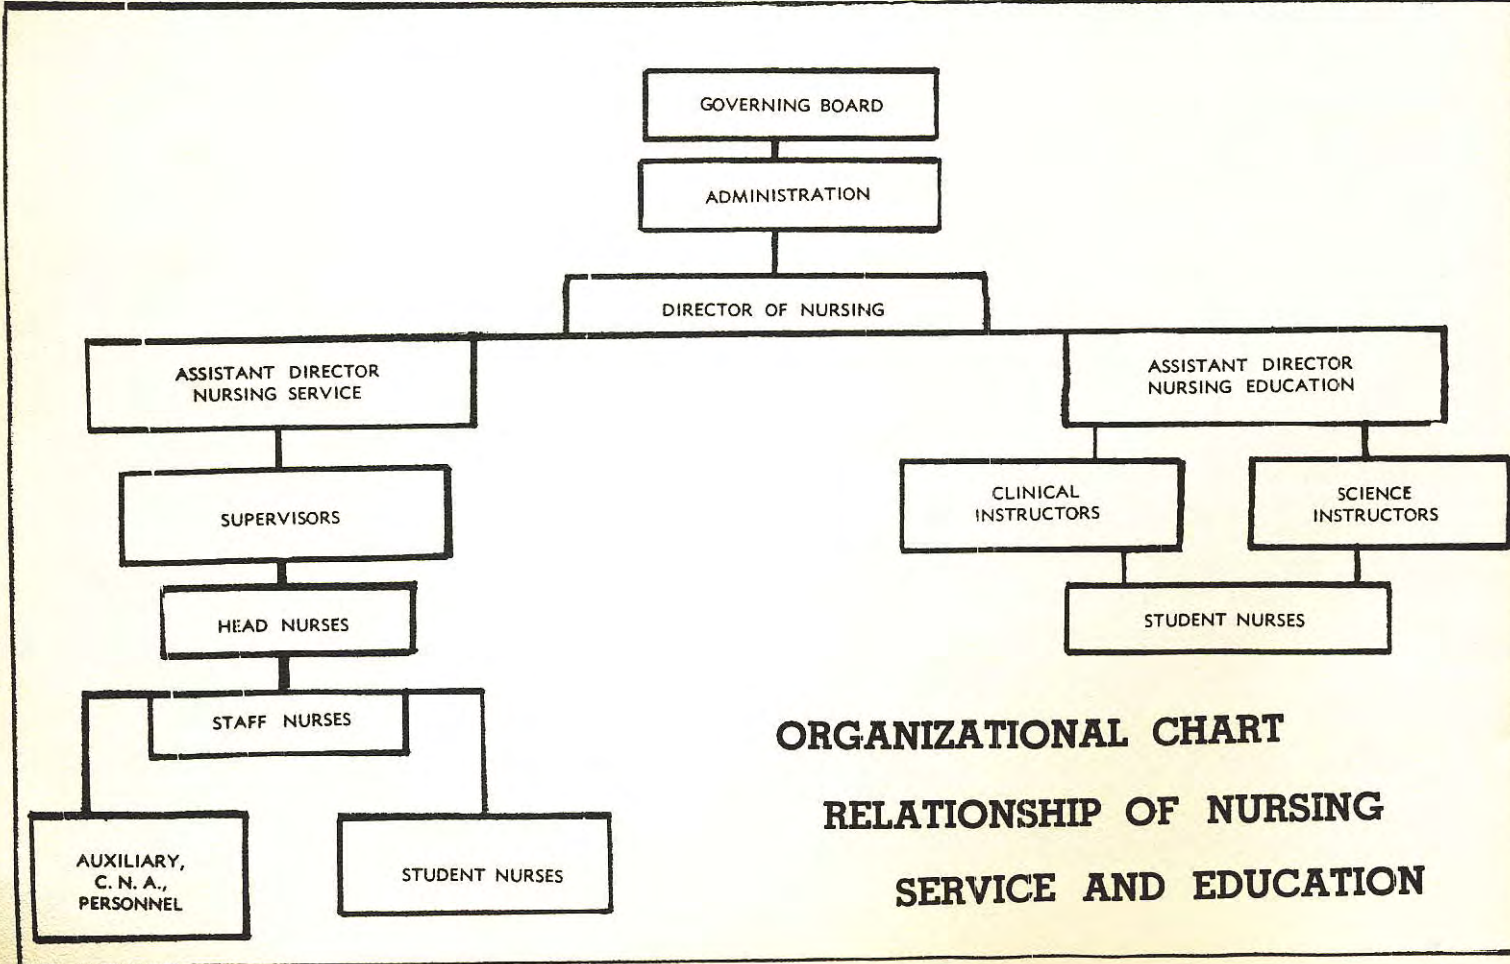 GOVERNING BOARD
ADMINISTRATION
DIRECTOR OF NURSING
ASSISTANT DIRECTOR
NURSING SERVICE
ASSISTANT DIRECTOR
NURSING EDUCATION
SUPERVISORS
CLINICAL
INSTRUCTORS
SCIENCE
INSTRUCTORS
HEAD NURSES
STUDENT NURSES
STAFF NURSES
AUXILIARY,
C. N. A.,
PERSONNEL
STUDENT NURSES
ORGANIZATIONAL CHART
RELATIONSHIP OF NURSING
SERVICE AND EDUCATION